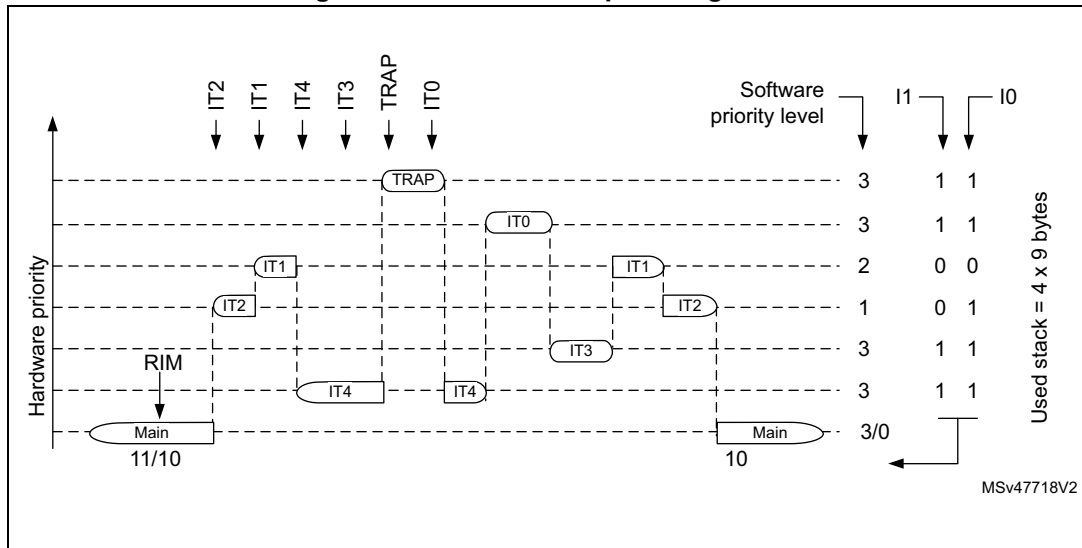 IT2
IT1
IT4
IT3
TRAP
IT0
Software
priority level
I1
I0
TRAP
3
1 1
IT0
3
1 1
IT1
IT1
2
0 0
IT2
IT2
1
0 1
IT3
3
1 1
RIM
IT4
IT4
3
1 1
Main
Main
3/0
11/10
10
Hardware priority
Used stack = 4 x 9 bytes
MSv47718V2